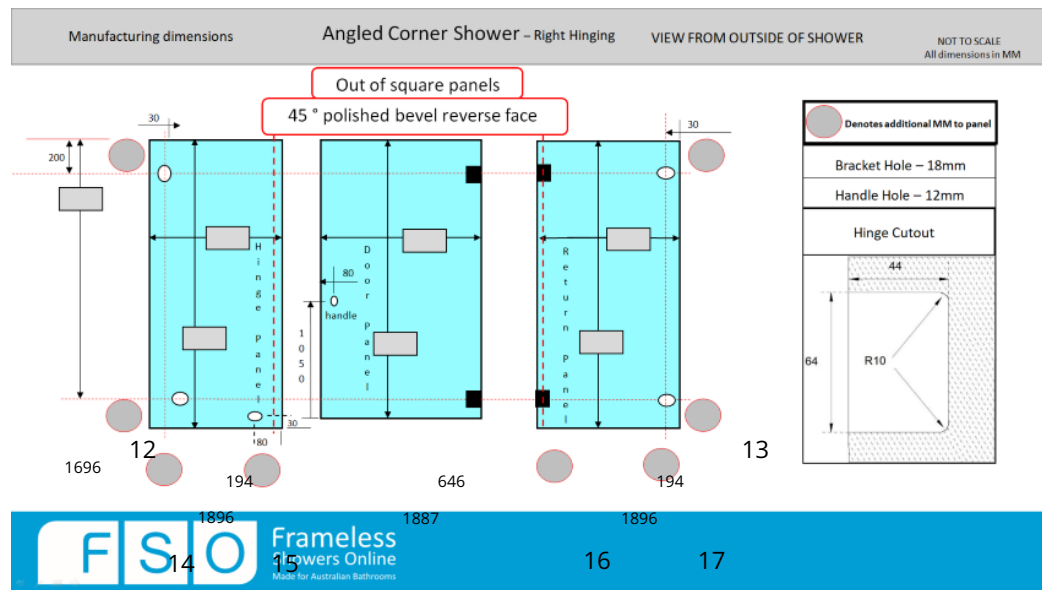 Manufacturing dimensions
Angled Corner Shower – Right Hinging
VIEW FROM OUTSIDE OF SHOWER
NOT TO SCALE
All dimensions in MM
Out of square panels
45 ° polished bevel reverse face
30
30
200
Denotes additional MM to panel
Bracket Hole – 18mm
Handle Hole – 12mm
Hinge Cutout
44
64
R10
Hinge Panel
Door Panel
Return Panel
80
handle
1050
30
80
12
13
1696
194
646
194
1896
1887
1896
FSO
Frameless
Showers Online
Made for Australian Bathrooms
14
15
16
17